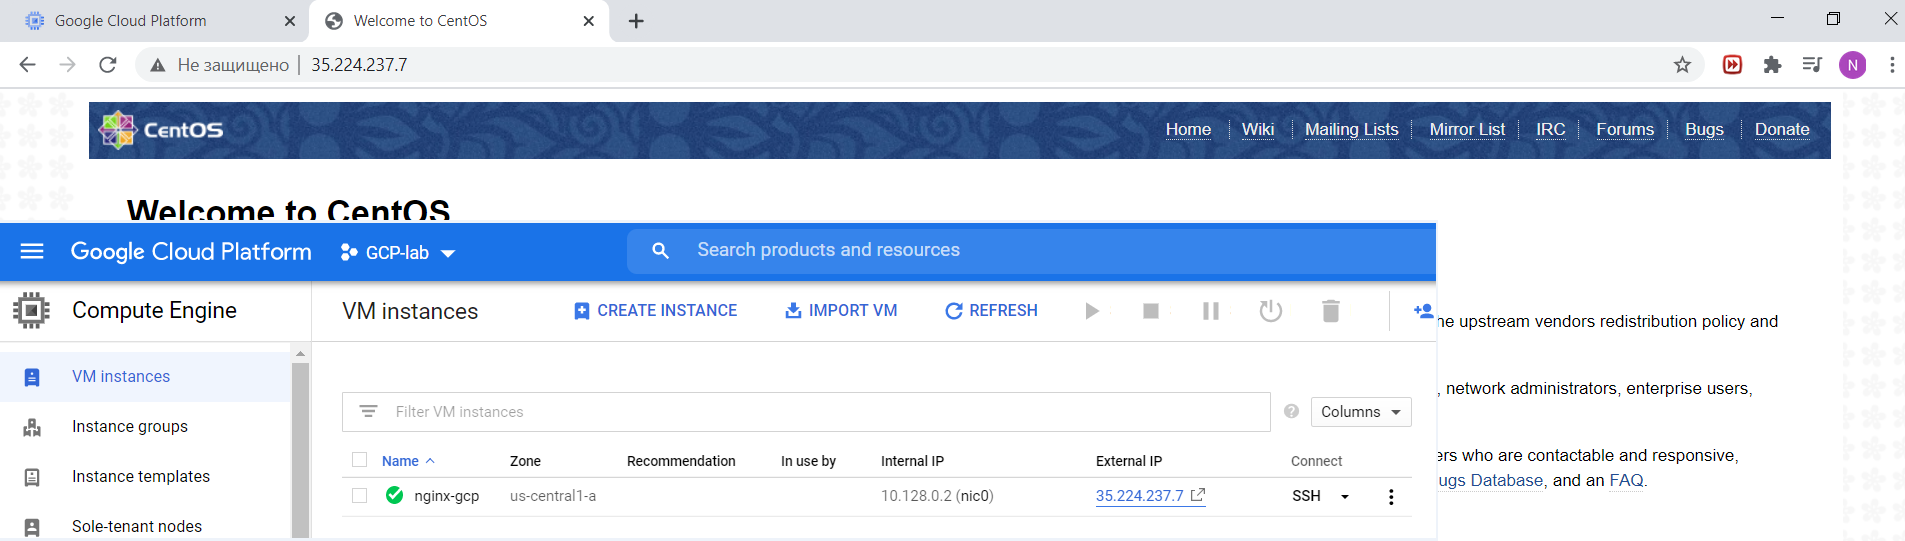 Google Cloud Platform
Welcome to CentOS
Не защищено
35.224.237.7
N
CentOS
Home
Wiki
Mailing Lists
Mirror List
IRC
Forums
Bugs
Donate
Welcome to CentOS
Google Cloud Platform
GCP-lab
Search products and resources
Compute Engine
VM instances
CREATE INSTANCE
IMPORT VM
REFRESH
VM instances
Instance groups
Instance templates
Sole-tenant nodes
Filter VM instances
Columns
Name Zone Recommendation In use by Internal IP External IP Connect
nginx-gcp us-central1-a 10.128.0.2 (nic0) 35.224.237.7 SSH
upstream vendors redistribution policy and
, network administrators, enterprise users,
who are contactable and responsive,
Database, and an FAQ.